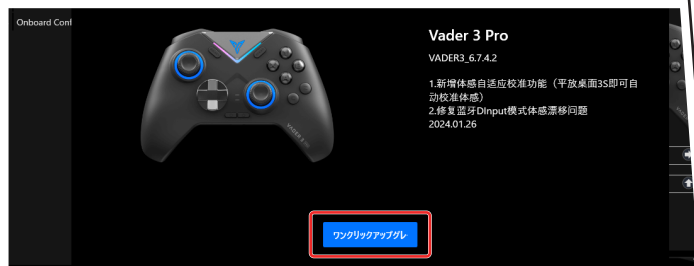 Onboard Conf
Vader 3 Pro
VADER3_6.7.4.2
1.新增体感自适应校准功能（平放桌面3S即可自
动校准体感）
2.修复蓝牙DInput模式体感漂移问题
2024.01.26
VADER 3
ワンクリックアップグレ